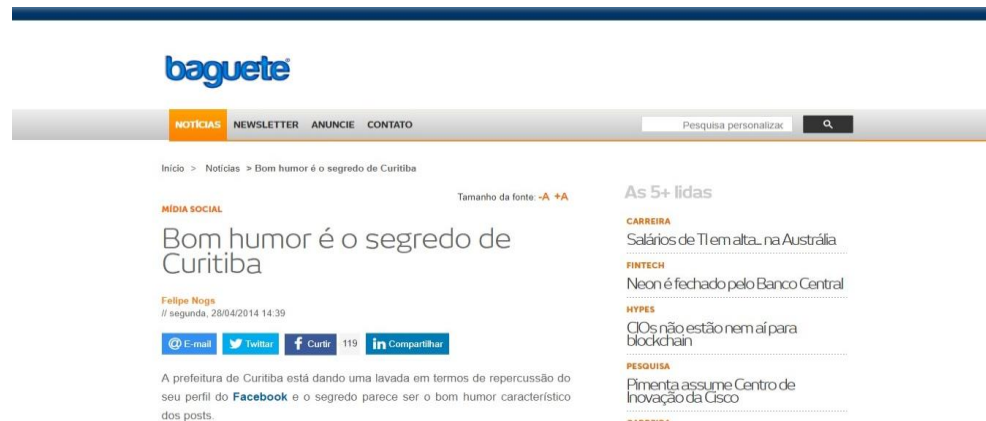 baguete
NOTÍCIAS NEWSLETTER ANUNCIE CONTATO
Pesquisa personalizac
Início > Notícias > Bom humor é o segredo de Curitiba
Tamanho da fonte: -A +A
MÍDIA SOCIAL
Bom humor é o segredo de
Curitiba
Felipe Nogs
// segunda, 28/04/2014 14:39
@ E-mail Twittar Curtir 119 in Compartilhar
A prefeitura de Curitiba está dando uma lavada em termos de repercussão do
seu perfil do Facebook e o segredo parece ser o bom humor característico
dos posts.
As 5+ lidas
CARREIRA
Salários de TI em alta... na Austrália
FINTECH
Neon é fechado pelo Banco Central
HYPES
CIOs não estão nem aí para
blockchain
PESQUISA
Pimenta assume Centro de
Inovação da Cisco